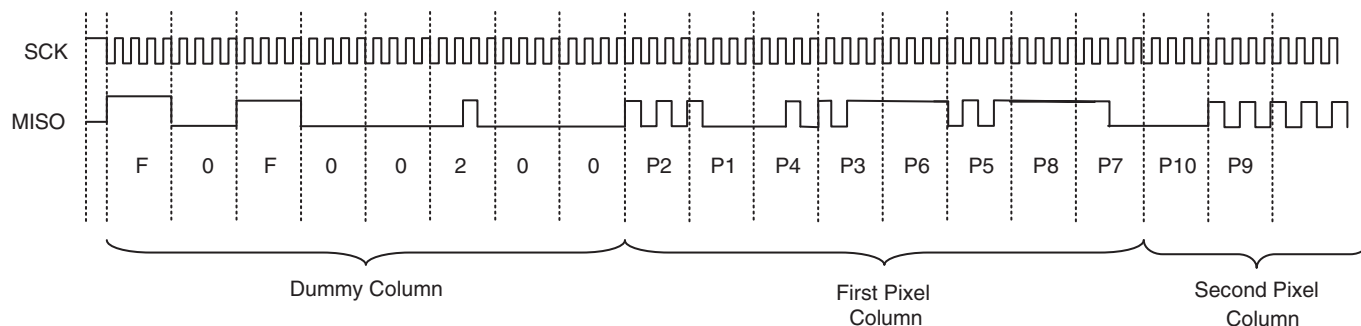 SCK
MISO
F 0 F 0 0 2 0 0 P2 P1 P4 P3 P6 P5 P8 P7 P10 P9
Dummy Column
First Pixel
Column
Second Pixel
Column